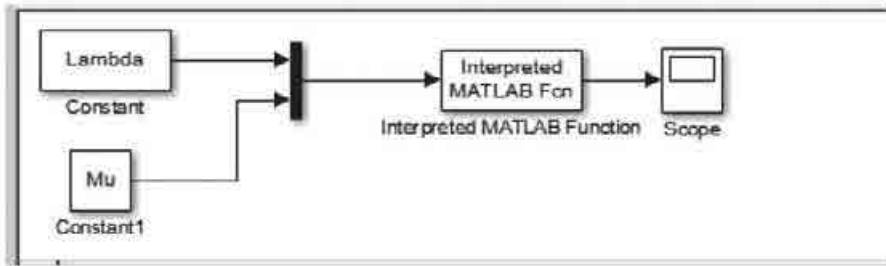 Lambda
Constant
Interpreted
MATLAB Fcn
Interpreted MATLAB Function
Scope
Mu
Constant1